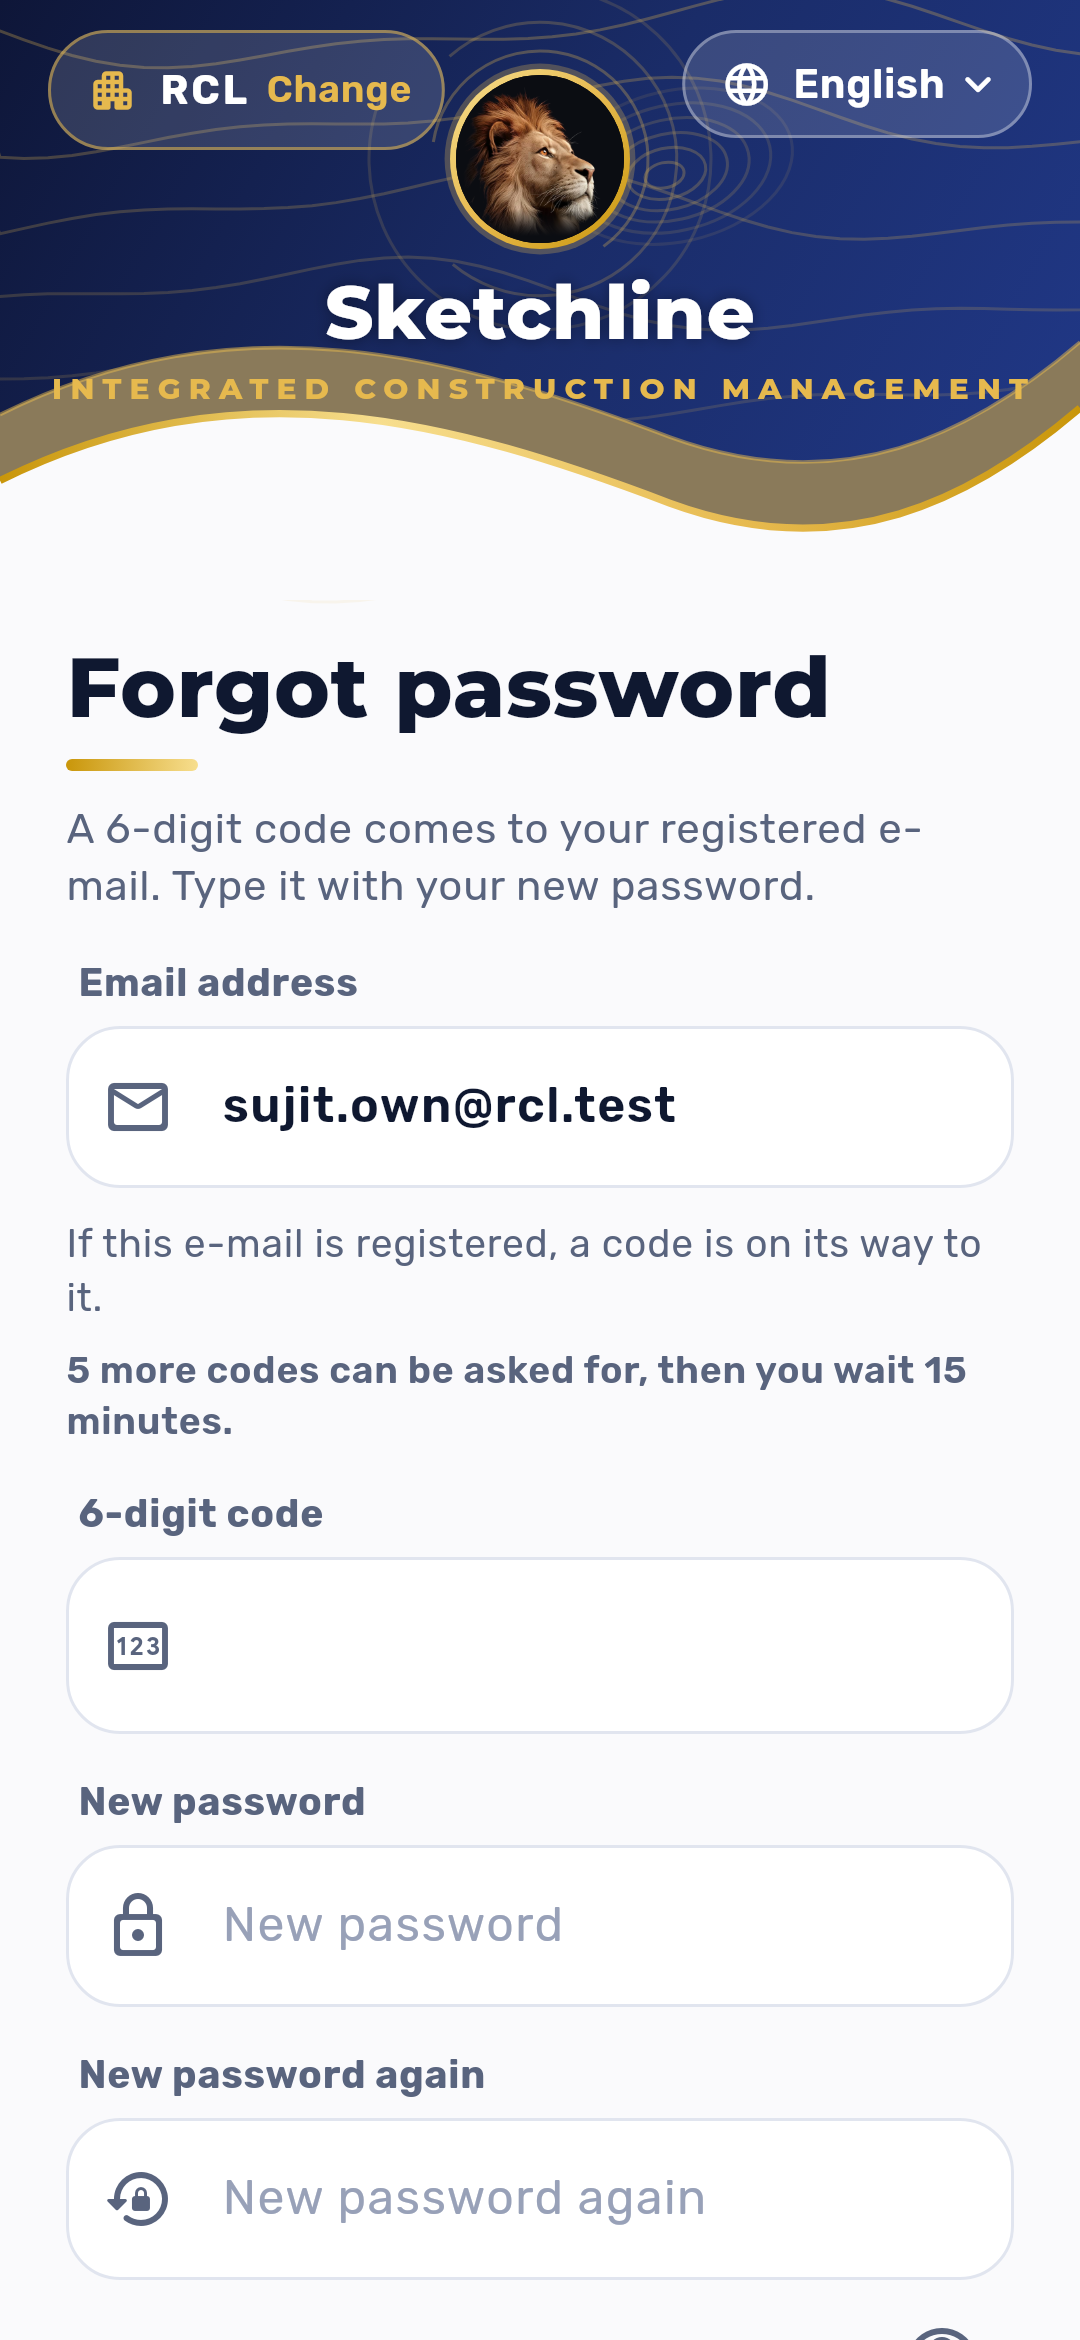 RCL Change
English
Sketchline
INTEGRATED CONSTRUCTION MANAGEMENT
Forgot password
A 6-digit code comes to your registered e-
mail. Type it with your new password.
Email address
sujit.own@rcl.test
If this e-mail is registered, a code is on its way to
it.
5 more codes can be asked for, then you wait 15
minutes.
6-digit code
123
New password
New password
New password again
New password again